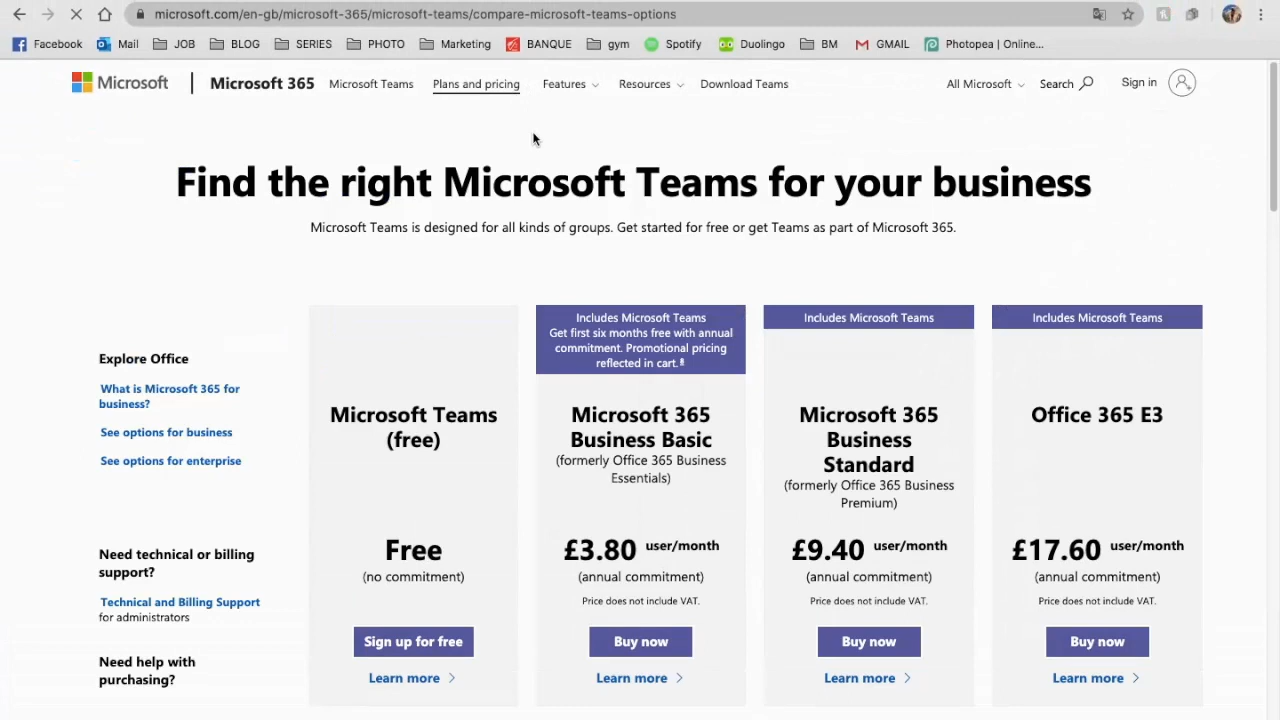 microsoft.com/en-gb/microsoft-365/microsoft-teams/compare-microsoft-teams-options
Facebook Mail JOB BLOG SERIES PHOTO Marketing BANQUE gym Spotify Duolingo BM GMAIL Photopea | Online...
Microsoft Microsoft 365 Microsoft Teams Plans and pricing Features Resources Download Teams All Microsoft Search Sign in
Find the right Microsoft Teams for your business
Microsoft Teams is designed for all kinds of groups. Get started for free or get Teams as part of Microsoft 365.
Explore Office
What is Microsoft 365 for
business?
See options for business
See options for enterprise
Need technical or billing
support?
Technical and Billing Support
for administrators
Need help with
purchasing?
Microsoft Teams
(free)
Free
(no commitment)
Sign up for free
Learn more
Includes Microsoft Teams
Get first six months free with annual
commitment. Promotional pricing
reflected in cart.
Microsoft 365
Business Basic
(formerly Office 365 Business
Essentials)
£3.80 user/month
(annual commitment)
Price does not include VAT.
Buy now
Learn more
Includes Microsoft Teams
Microsoft 365
Business
Standard
(formerly Office 365 Business
Premium)
£9.40 user/month
(annual commitment)
Price does not include VAT.
Buy now
Learn more
Includes Microsoft Teams
Office 365 E3
£17.60 user/month
(annual commitment)
Price does not include VAT.
Buy now
Learn more